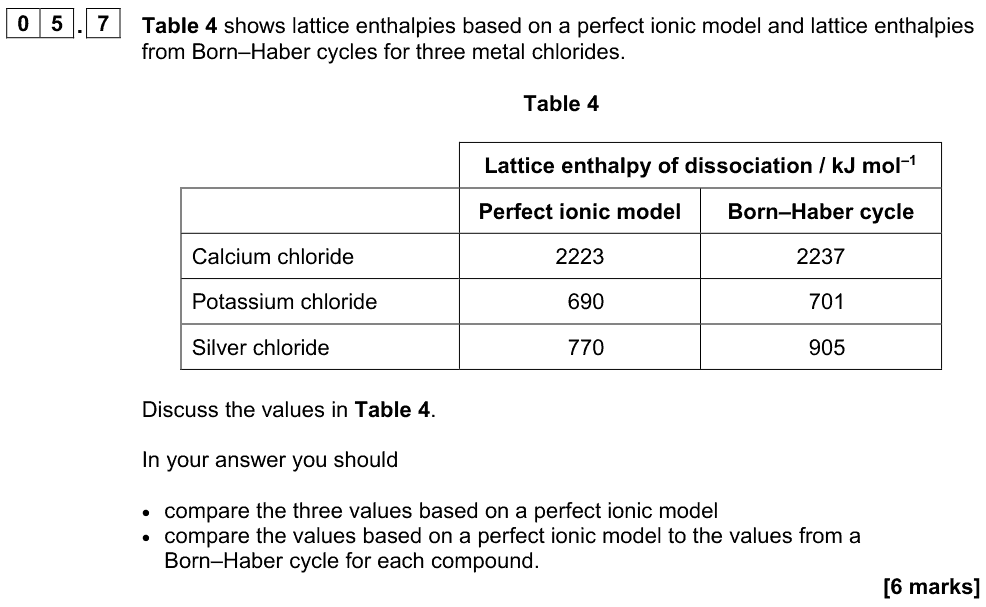 05.7 Table 4 shows lattice enthalpies based on a perfect ionic model and lattice enthalpies
from Born–Haber cycles for three metal chlorides.
Table 4
Lattice enthalpy of dissociation / kJ mol⁻¹
Perfect ionic model Born–Haber cycle
Calcium chloride 2223 2237
Potassium chloride 690 701
Silver chloride 770 905
Discuss the values in Table 4.
In your answer you should
• compare the three values based on a perfect ionic model
• compare the values based on a perfect ionic model to the values from a
Born–Haber cycle for each compound.
[6 marks]